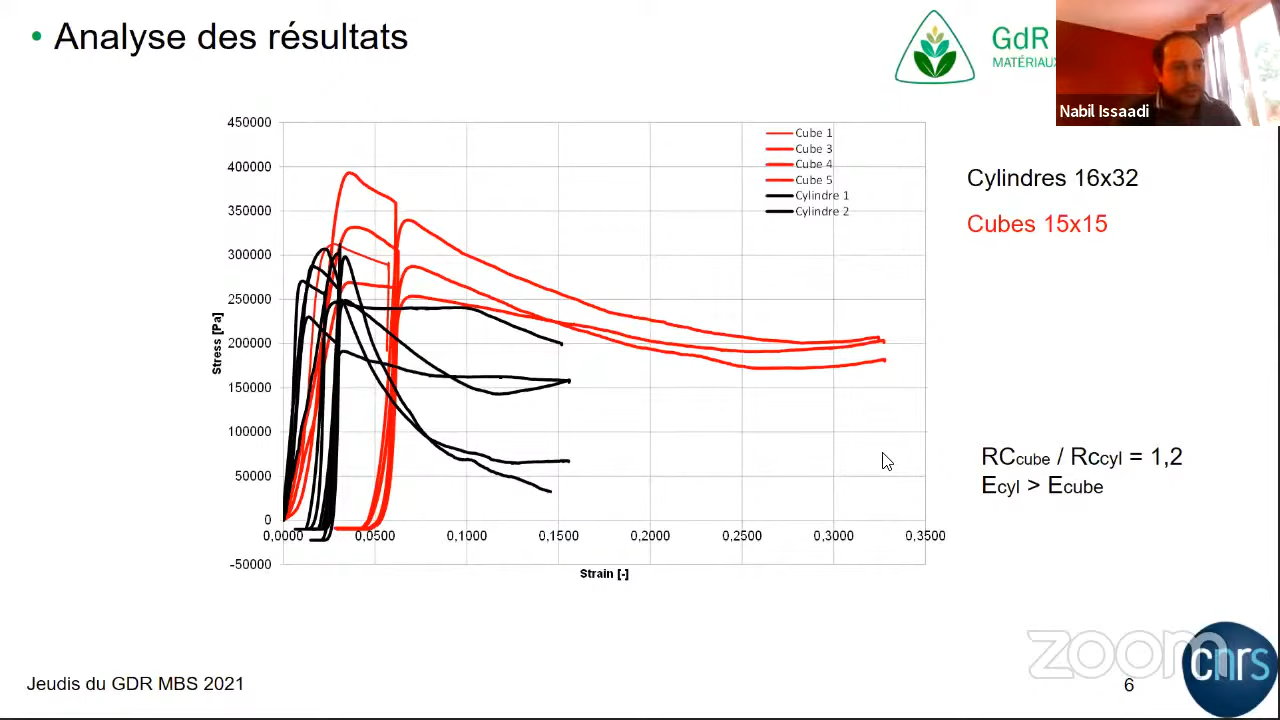 • Analyse des résultats
GdR
MATÉRIAUX
Nabil Issaadi
450000
400000
350000
300000
250000
200000
150000
100000
50000
0
-50000
Stress [Pa]
Cube 1
Cube 3
Cube 4
Cube 5
Cylindre 1
Cylindre 2
0,0000 0,0500 0,1000 0,1500 0,2000 0,2500 0,3000 0,3500
Strain [-]
Cylindres 16x32
Cubes 15x15
RCcube / Rccyl = 1,2
Ecyl > Ecube
Jeudis du GDR MBS 2021
6
zoom
cnrs